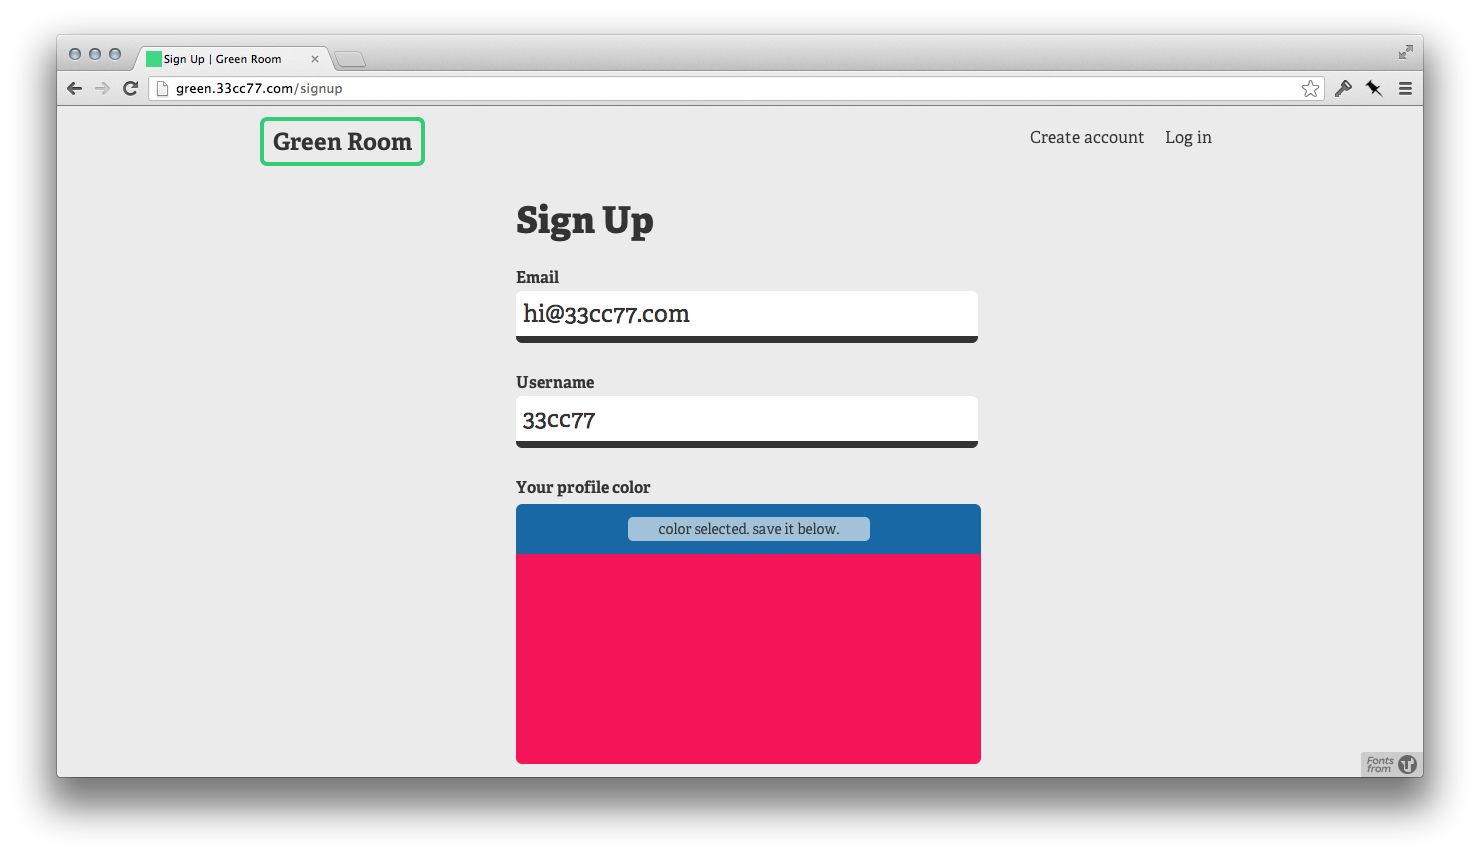 Sign Up | Green Room
green.33cc77.com/signup
Green Room
Create account
Log in
Sign Up
Email
hi@33cc77.com
Username
33cc77
Your profile color
color selected. save it below.
Fonts
from